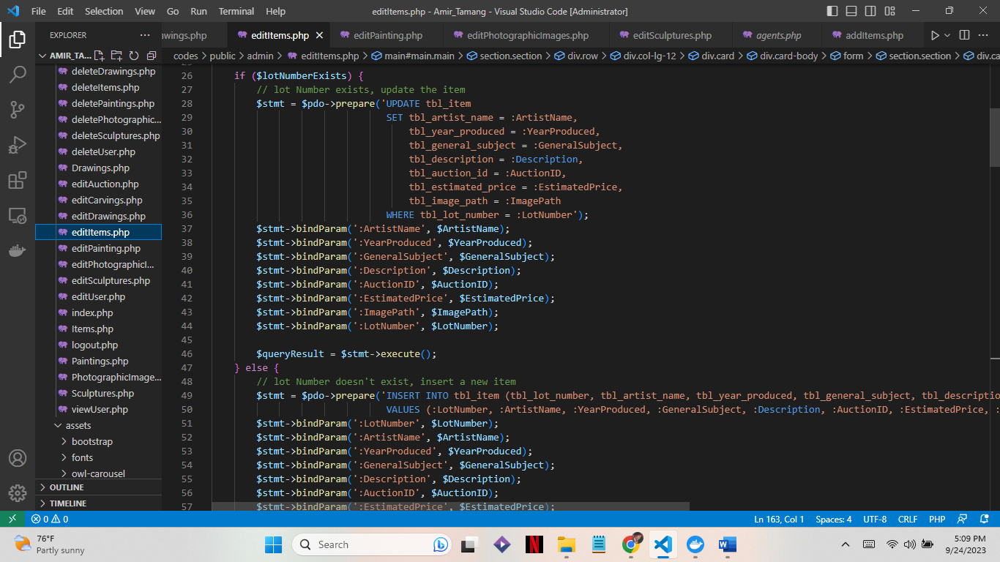 File Edit Selection View Go Run Terminal Help
editItems.php - Amir_Tamang - Visual Studio Code [Administrator]
EXPLORER
AMIR_TA...
deleteDrawings.php
deleteItems.php
deletePaintings.php
deletePhotographic...
deleteSculptures.php
deleteUser.php
Drawings.php
editAuction.php
editCarvings.php
editDrawings.php
editItems.php
editPainting.php
editPhotographicI...
editSculptures.php
editUser.php
index.php
Items.php
logout.php
Paintings.php
PhotographicImage...
Sculptures.php
viewUser.php
assets
bootstrap
fonts
owl-carousel
OUTLINE
TIMELINE
awings.php editItems.php editPainting.php editPhotographicImages.php editSculptures.php agents.php addItems.php
codes > public > admin > editItems.php > main#main.main > section.section > div.row > div.col-lg-12 > div.card > div.card-body > form > section.section > div.ca
26 if ($lotNumberExists) {
27 // lot Number exists, update the item
28 $stmt = $pdo->prepare('UPDATE tbl_item
29 SET tbl_artist_name = :ArtistName,
30 tbl_year_produced = :YearProduced,
31 tbl_general_subject = :GeneralSubject,
32 tbl_description = :Description,
33 tbl_auction_id = :AuctionID,
34 tbl_estimated_price = :EstimatedPrice,
35 tbl_image_path = :ImagePath
36 WHERE tbl_lot_number = :LotNumber');
37 $stmt->bindParam(':ArtistName', $ArtistName);
38 $stmt->bindParam(':YearProduced', $YearProduced);
39 $stmt->bindParam(':GeneralSubject', $GeneralSubject);
40 $stmt->bindParam(':Description', $Description);
41 $stmt->bindParam(':AuctionID', $AuctionID);
42 $stmt->bindParam(':EstimatedPrice', $EstimatedPrice);
43 $stmt->bindParam(':ImagePath', $ImagePath);
44 $stmt->bindParam(':LotNumber', $LotNumber);
45
46 $queryResult = $stmt->execute();
47 } else {
48 // lot Number doesn't exist, insert a new item
49 $stmt = $pdo->prepare('INSERT INTO tbl_item (tbl_lot_number, tbl_artist_name, tbl_year_produced, tbl_general_subject, tbl_descriptio
50 VALUES (:LotNumber, :ArtistName, :YearProduced, :GeneralSubject, :Description, :AuctionID, :EstimatedPrice, :
51 $stmt->bindParam(':LotNumber', $LotNumber);
52 $stmt->bindParam(':ArtistName', $ArtistName);
53 $stmt->bindParam(':YearProduced', $YearProduced);
54 $stmt->bindParam(':GeneralSubject', $GeneralSubject);
55 $stmt->bindParam(':Description', $Description);
56 $stmt->bindParam(':AuctionID', $AuctionID);
57 $stmt->bindParam(':EstimatedPrice', $EstimatedPrice);
0 0 Ln 163, Col 1 Spaces: 4 UTF-8 CRLF PHP
76°F
Partly sunny
Search
5:09 PM
9/24/2023